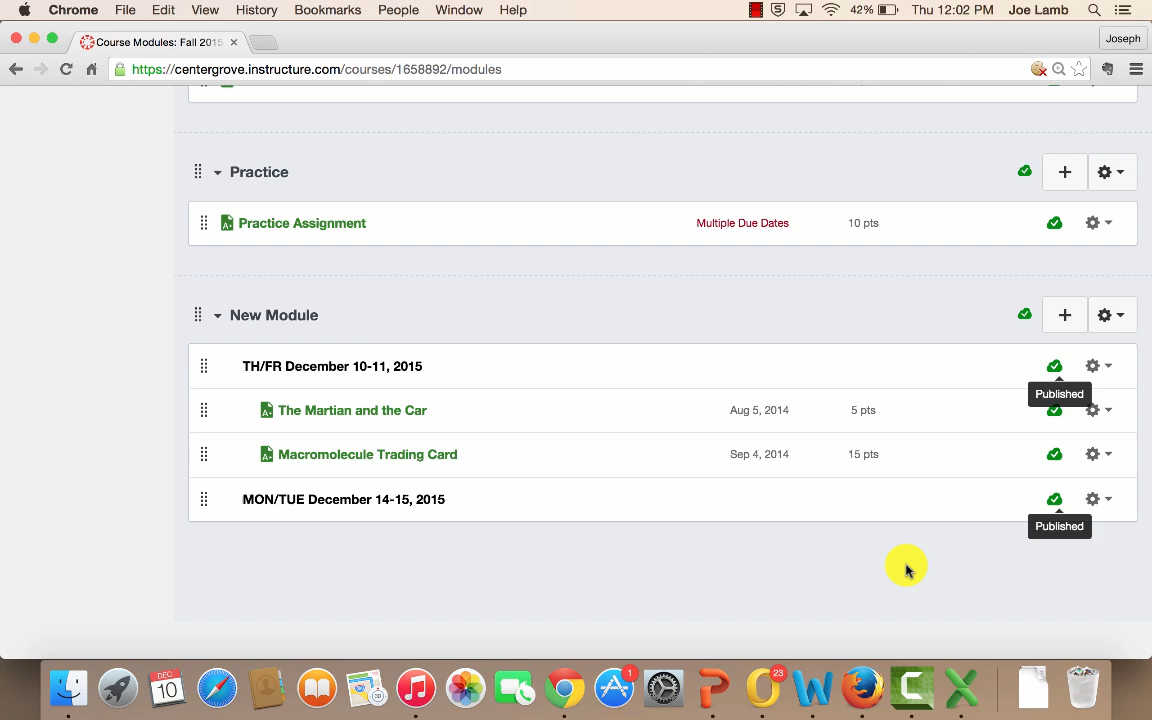 Chrome File Edit View History Bookmarks People Window Help 42% Thu 12:02 PM Joe Lamb
Course Modules: Fall 2015 Joseph
https://centergrove.instructure.com/courses/1658892/modules
Practice
Practice Assignment Multiple Due Dates 10 pts
New Module
TH/FR December 10-11, 2015
Published
The Martian and the Car Aug 5, 2014 5 pts
Macromolecule Trading Card Sep 4, 2014 15 pts
MON/TUE December 14-15, 2015
Published
DEC
10
1
23